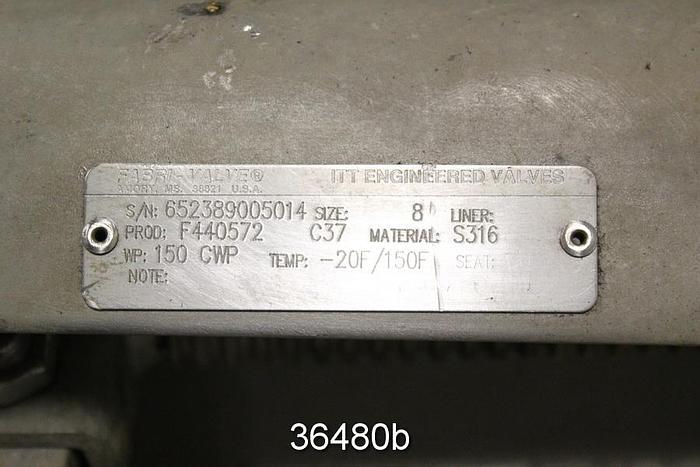 FABRI-VALVE® ITT ENGINEERED VALVES
AMORY, MS. 38821 U.S.A.
S/N: 652389005014 SIZE: 8" LINER:
PROD: F440572 C37 MATERIAL: S316
WP: 150 CWP TEMP: -20F/150F SEAT:
NOTE:
36480b